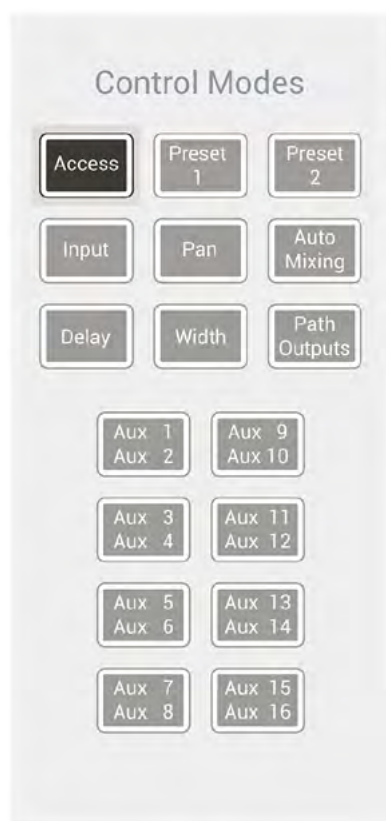 Control Modes
Access
Preset
1
Preset
2
Input
Pan
Auto
Mixing
Delay
Width
Path
Outputs
Aux 1
Aux 2
Aux 9
Aux 10
Aux 3
Aux 4
Aux 11
Aux 12
Aux 5
Aux 6
Aux 13
Aux 14
Aux 7
Aux 8
Aux 15
Aux 16